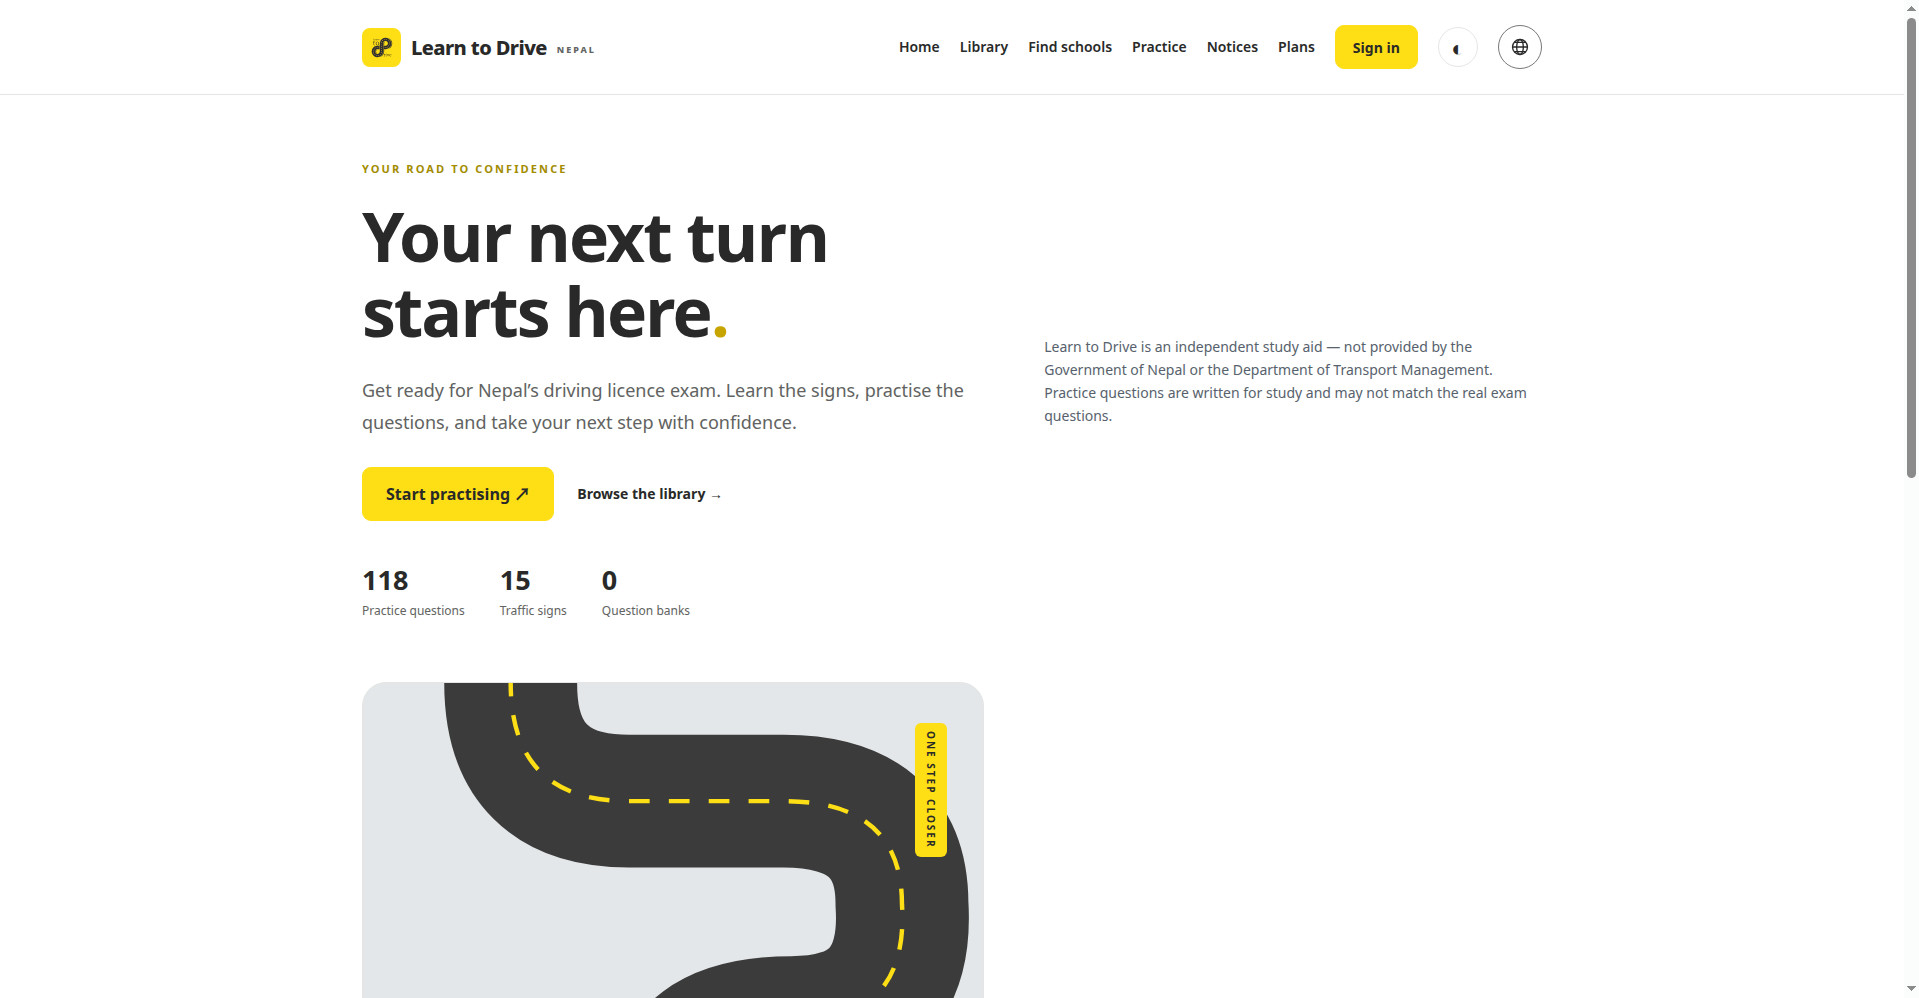 Learn to Drive NEPAL
Home Library Find schools Practice Notices Plans Sign in
YOUR ROAD TO CONFIDENCE
Your next turn
starts here.
Get ready for Nepal’s driving licence exam. Learn the signs, practise the
questions, and take your next step with confidence.
Start practising ↗ Browse the library →
118 15 0
Practice questions Traffic signs Question banks
Learn to Drive is an independent study aid — not provided by the
Government of Nepal or the Department of Transport Management.
Practice questions are written for study and may not match the real exam
questions.
ONE STEP CLOSER